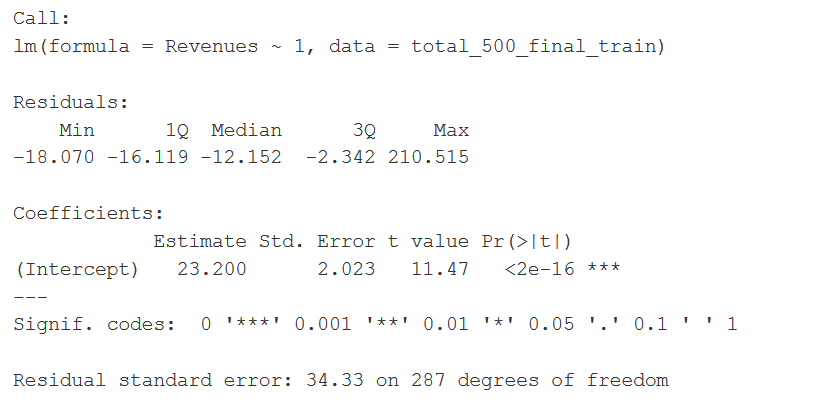 Call:
lm(formula = Revenues ~ 1, data = total_500_final_train)
Residuals:
    Min      1Q  Median      3Q     Max
-18.070 -16.119 -12.152  -2.342 210.515
Coefficients:
            Estimate Std. Error t value Pr(>|t|)
(Intercept)   23.200      2.023   11.47   <2e-16 ***
---
Signif. codes:  0 '***' 0.001 '**' 0.01 '*' 0.05 '.' 0.1 ' ' 1
Residual standard error: 34.33 on 287 degrees of freedom